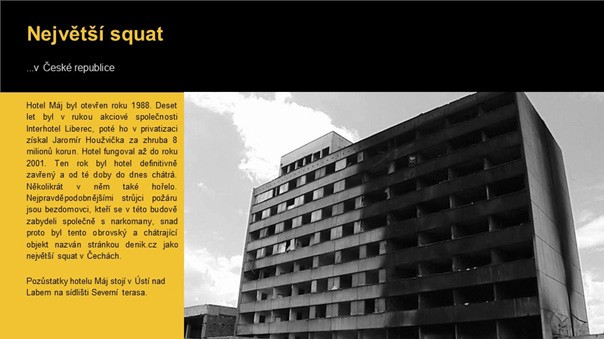 Největší squat
...v České republice
Hotel Máj byl otevřen roku 1988. Deset
let byl v rukou akciové společnosti
Interhotel Liberec, poté ho v privatizaci
získal Jaromír Houžvička za zhruba 8
milionů korun. Hotel fungoval až do roku
2001. Ten rok byl hotel definitivně
zavřený a od té doby do dnes chátrá.
Několikrát v něm také hořelo.
Nejpravděpodobnějšími strůjci požáru
jsou bezdomovci, kteří se v této budově
zabydeli společně s narkomany, snad
proto byl tento obrovský a chátrající
objekt nazván stránkou denik.cz jako
největší squat v Čechách.
Pozůstatky hotelu Máj stojí v Ústí nad
Labem na sídlišti Severní terasa.